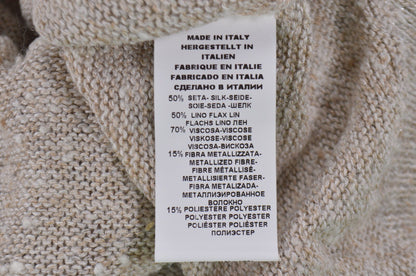 MADE IN ITALY
HERGESTELLT IN
ITALIEN
FABRIQUE EN ITALIE
FABRICADO EN ITALIA
СДЕЛАНО В ИТАЛИИ
50% SETA- SILK-SEIDE-
SOIE-SEDA -ШЕЛК
50% LINO FLAX LIN
FLACHS LINO ЛЕН
70% VISCOSA-VISCOSE
VISKOSE-VISCOSE
VISCOSA-ВИСКОЗА
15% FIBRA METALLIZZATA-
METALLIZED FIBRE-
FIBRE MÉTALLISÉ-
METALLISIERTE FASER-
FIBRA METALIZADA-
МЕТАЛЛИЗИРОВАННОЕ
ВОЛОКНО
15% POLIESTERE POLYESTER
POLYESTER POLYESTER
POLIÉSTER POLIÉSTER
ПОЛИЭСТЕР